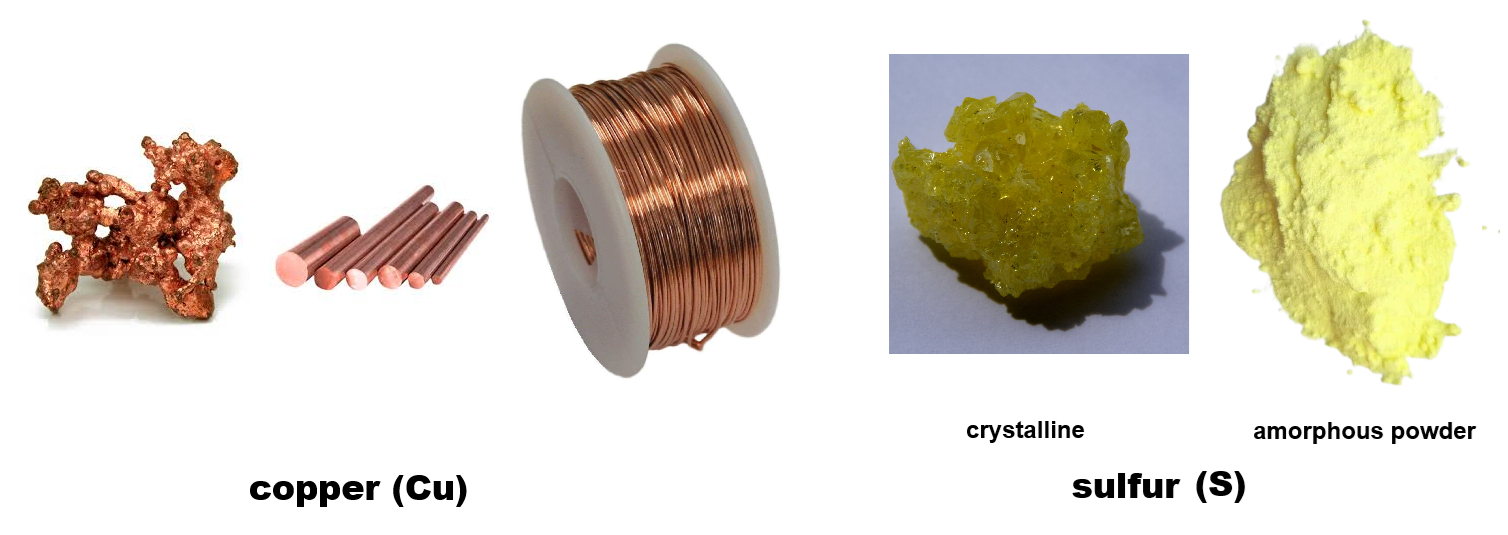 crystalline
amorphous powder
copper (Cu)
sulfur (S)